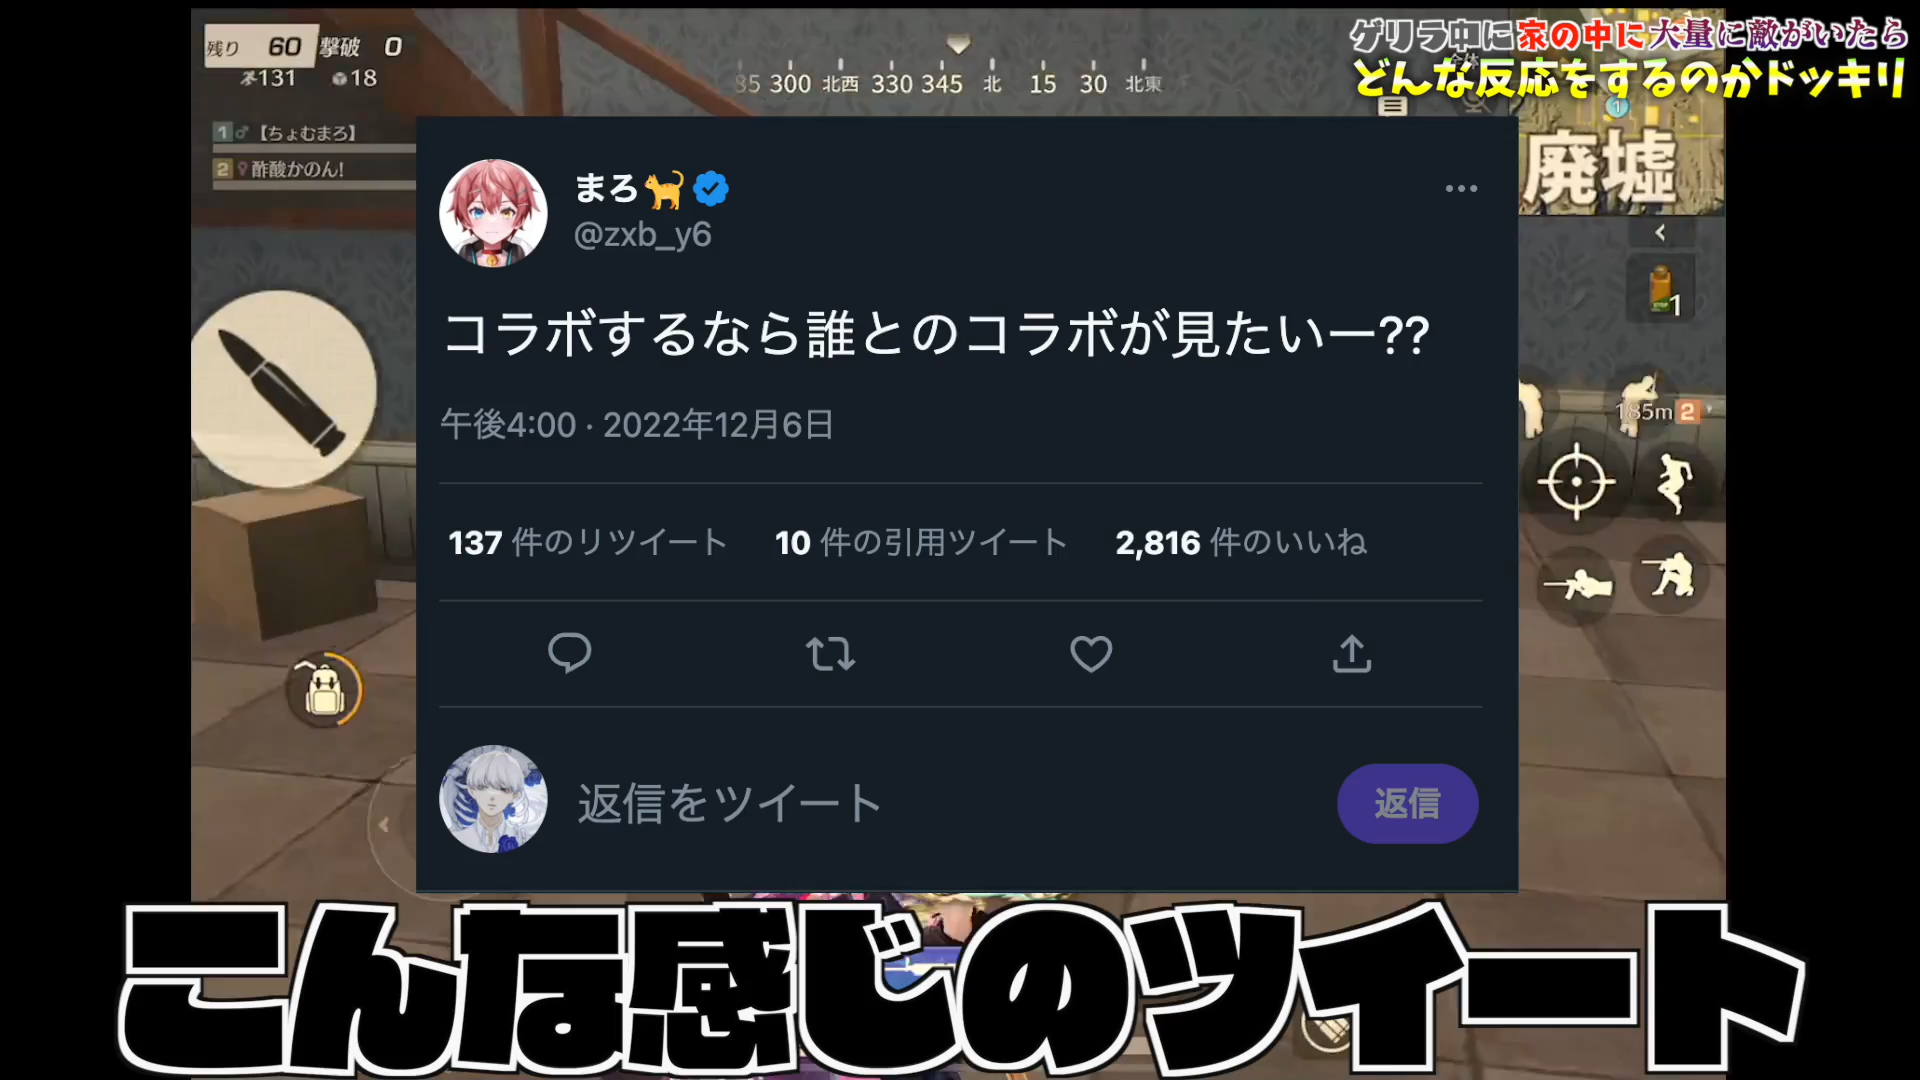 ゲリラ中に家の中に大量に敵がいたら
どんな反応をするのかドッキリ
残り 60 撃破 0
131 18
300 北西 330 345 北 15 30 北東
1 【ちょむまろ】
2 酢酸かのん!
廃墟
1
1
185m 2
まろ🐈
@zxb_y6
コラボするなら誰とのコラボが見たいー??
午後4:00 · 2022年12月6日
137 件のリツイート 10 件の引用ツイート 2,816 件のいいね
返信をツイート
返信
こんな感じのツイート